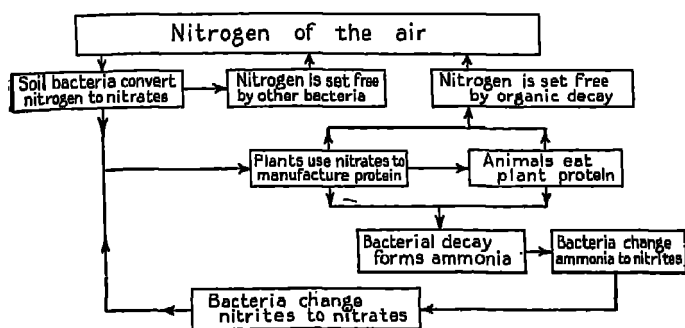 Nitrogen of the air
Soil bacteria convert
nitrogen to nitrates
Nitrogen is set free
by other bacteria
Nitrogen is set free
by organic decay
Plants use nitrates to
manufacture protein
Animals eat
plant protein
Bacterial decay
forms ammonia
Bacteria change
ammonia to nitrites
Bacteria change
nitrites to nitrates